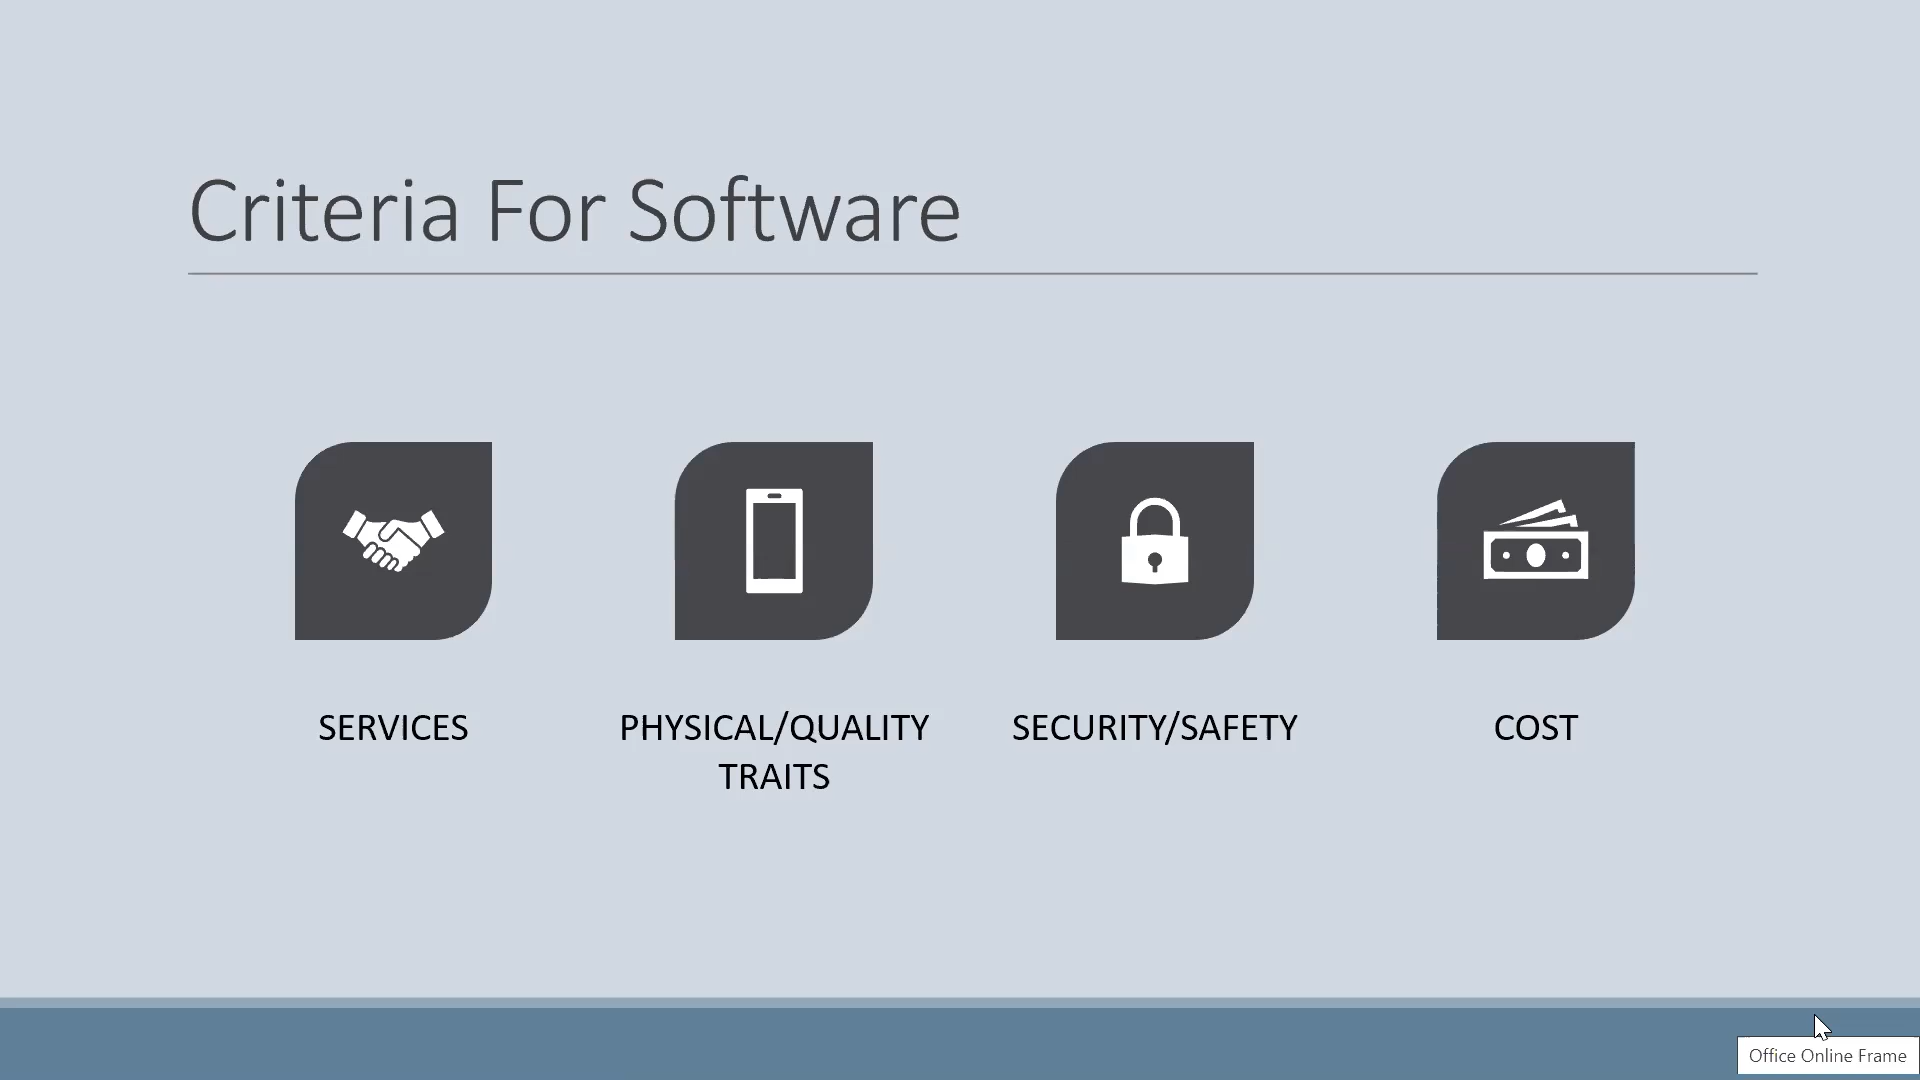 Criteria For Software
SERVICES
PHYSICAL/QUALITY
TRAITS
SECURITY/SAFETY
COST
Office Online Frame